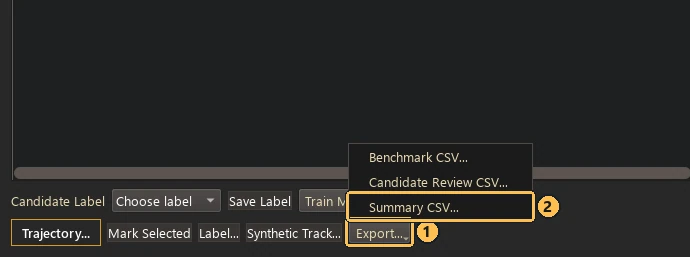 Benchmark CSV...
Candidate Review CSV...
Summary CSV... 2
Candidate Label Choose label Save Label Train
Trajectory... Mark Selected Label... Synthetic Track... Export... 1